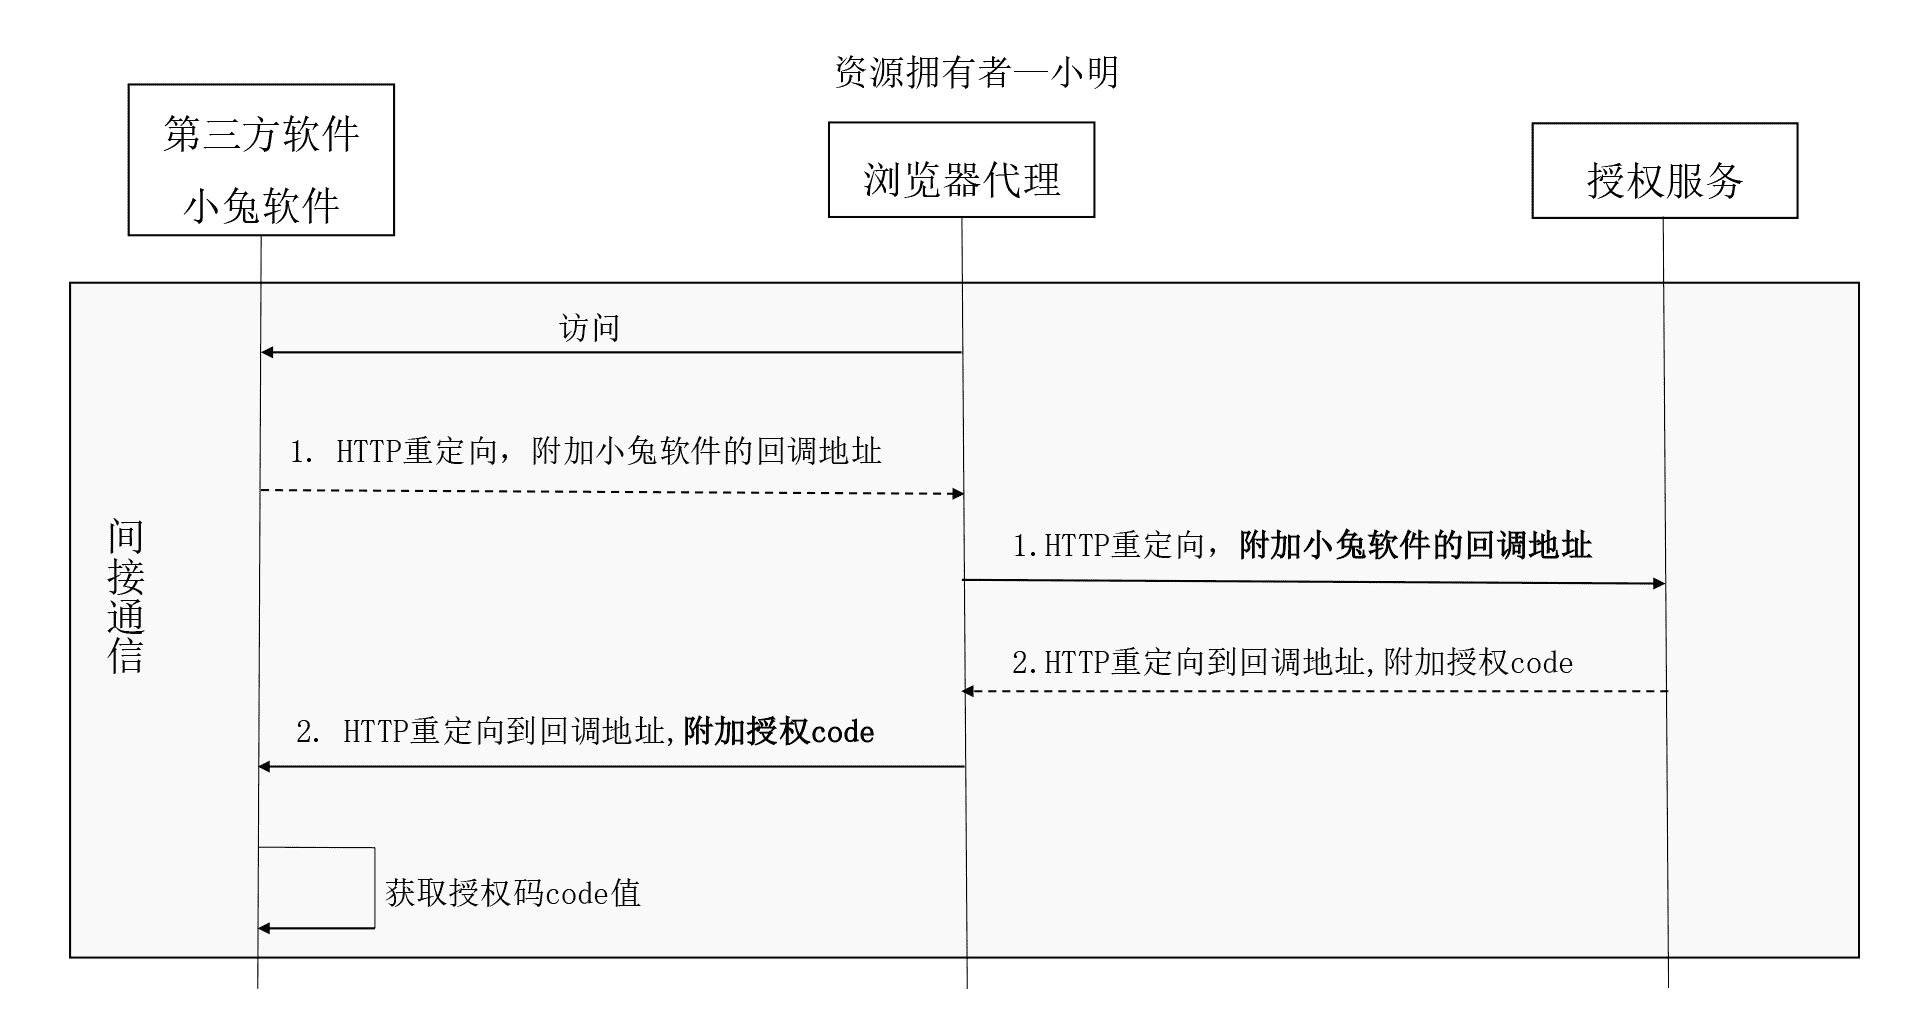 资源拥有者—小明
第三方软件
小兔软件
浏览器代理
授权服务
访问
1. HTTP重定向，附加小兔软件的回调地址
间接通信
1.HTTP重定向，附加小兔软件的回调地址
2.HTTP重定向到回调地址,附加授权code
2. HTTP重定向到回调地址,附加授权code
获取授权码code值